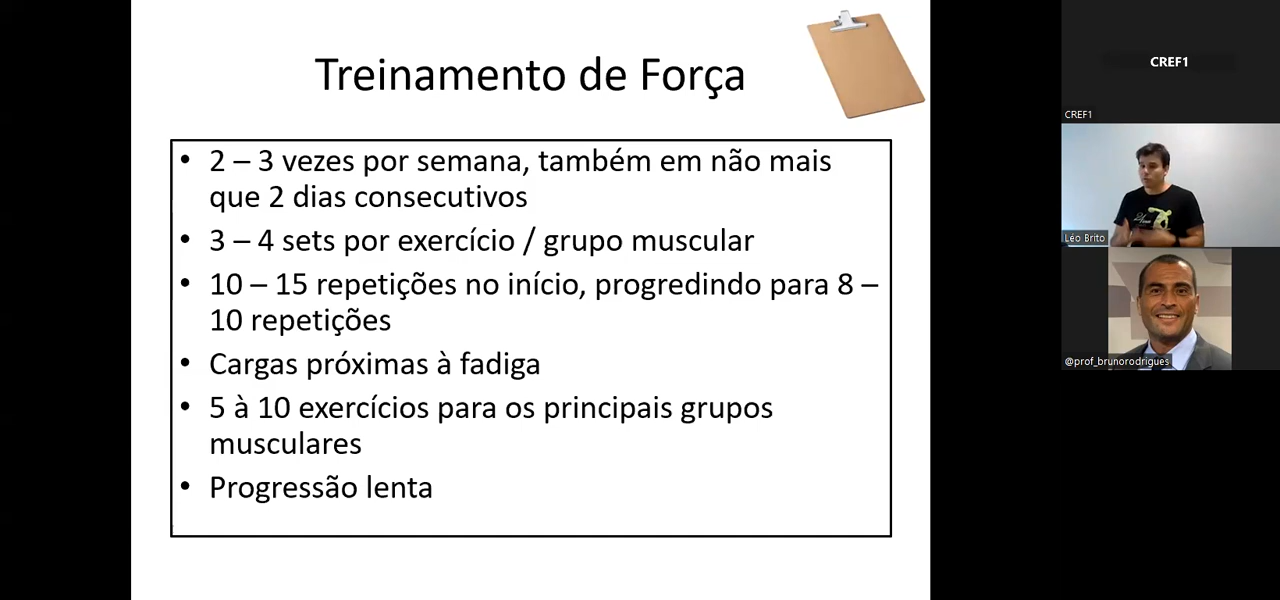 Treinamento de Força
• 2 – 3 vezes por semana, também em não mais
que 2 dias consecutivos
• 3 – 4 sets por exercício / grupo muscular
• 10 – 15 repetições no início, progredindo para 8 –
10 repetições
• Cargas próximas à fadiga
• 5 à 10 exercícios para os principais grupos
musculares
• Progressão lenta
CREF1
CREF1
Léo Brito
@prof_brunorodrigues